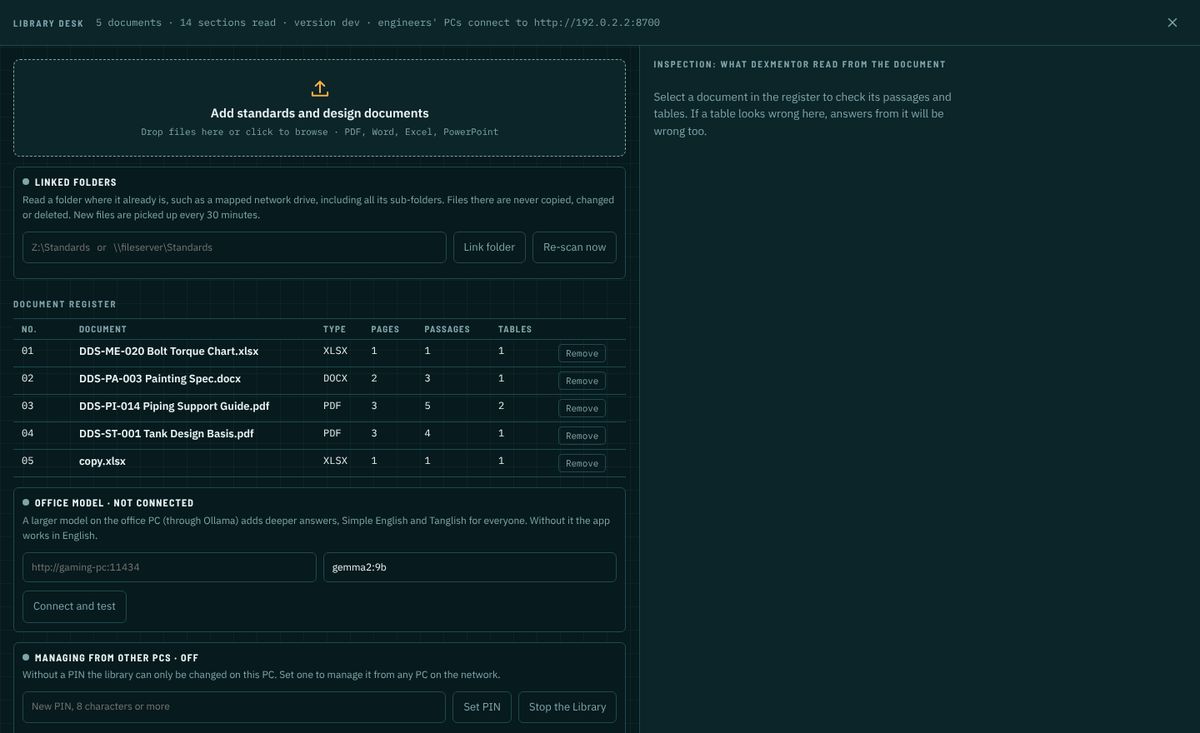 LIBRARY DESK 5 documents · 14 sections read · version dev · engineers' PCs connect to http://192.0.2.2:8700
Add standards and design documents
Drop files here or click to browse · PDF, Word, Excel, PowerPoint
LINKED FOLDERS
Read a folder where it already is, such as a mapped network drive, including all its sub-folders. Files there are never copied, changed
or deleted. New files are picked up every 30 minutes.
Z:\Standards or \\fileserver\Standards Link folder Re-scan now
DOCUMENT REGISTER
NO. DOCUMENT TYPE PAGES PASSAGES TABLES
01 DDS-ME-020 Bolt Torque Chart.xlsx XLSX 1 1 1 Remove
02 DDS-PA-003 Painting Spec.docx DOCX 2 3 1 Remove
03 DDS-PI-014 Piping Support Guide.pdf PDF 3 5 2 Remove
04 DDS-ST-001 Tank Design Basis.pdf PDF 3 4 1 Remove
05 copy.xlsx XLSX 1 1 1 Remove
OFFICE MODEL · NOT CONNECTED
A larger model on the office PC (through Ollama) adds deeper answers, Simple English and Tanglish for everyone. Without it the app
works in English.
http://gaming-pc:11434 gemma2:9b
Connect and test
MANAGING FROM OTHER PCS · OFF
Without a PIN the library can only be changed on this PC. Set one to manage it from any PC on the network.
New PIN, 8 characters or more Set PIN Stop the Library
INSPECTION: WHAT DEXMENTOR READ FROM THE DOCUMENT
Select a document in the register to check its passages and
tables. If a table looks wrong here, answers from it will be
wrong too.